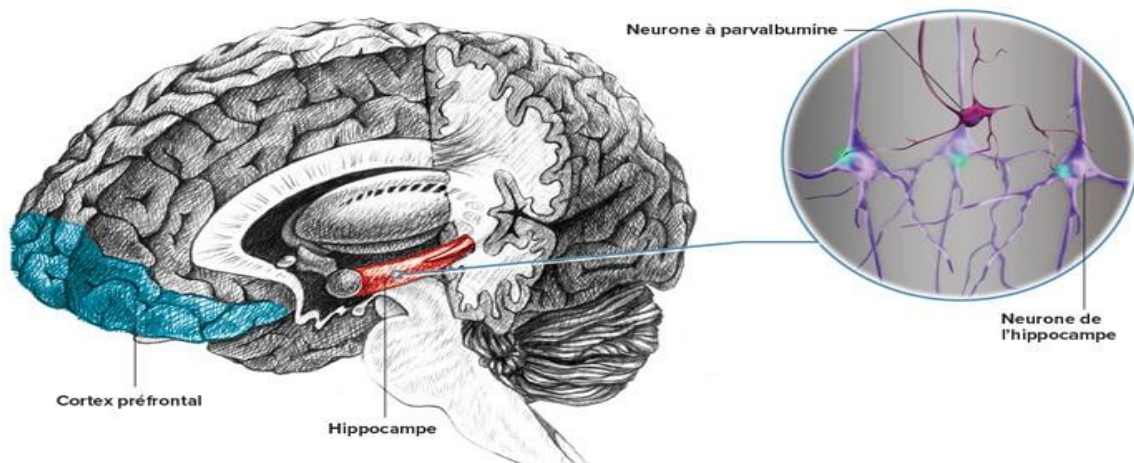 Neurone à parvalbumine
Neurone de
l'hippocampe
Cortex préfrontal
Hippocampe